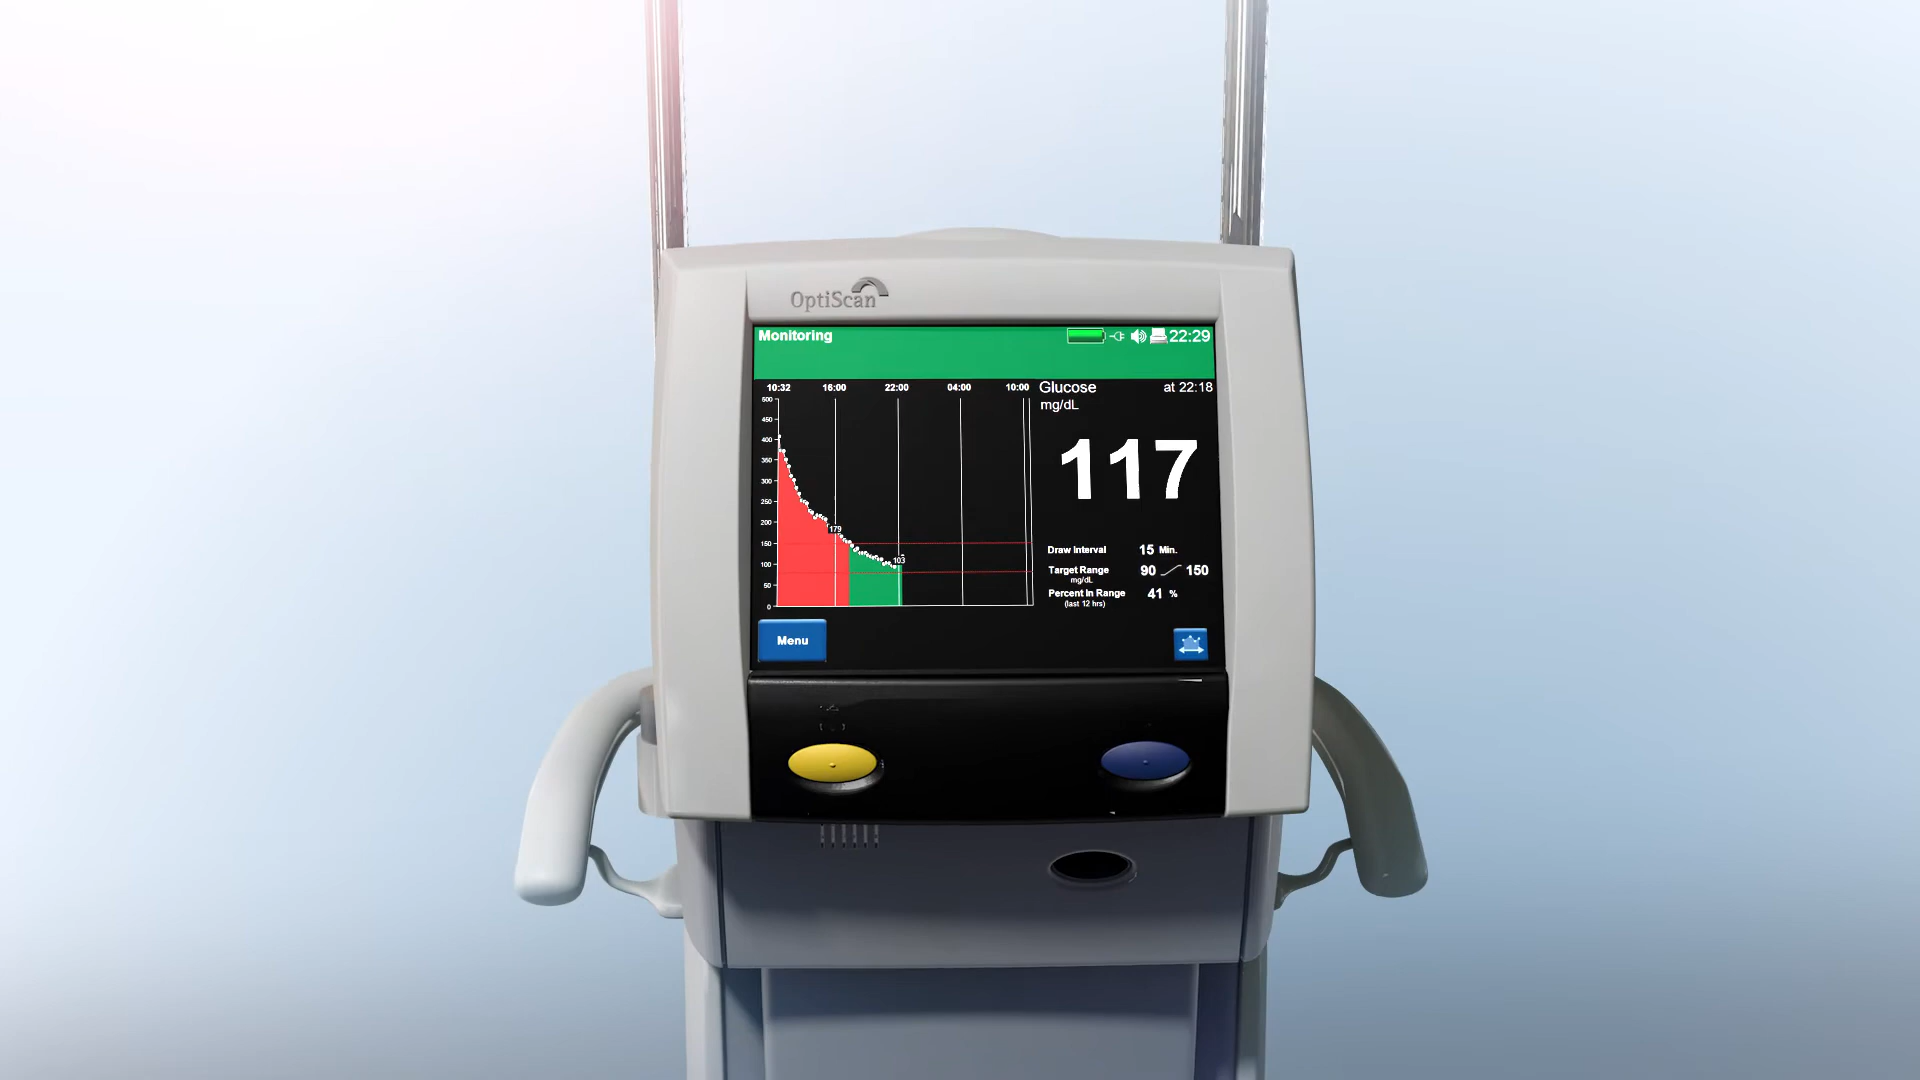 OptiScan
Monitoring
22:29
10:32 16:00 22:00 04:00 10:00
Glucose at 22:18
mg/dL
500
450
400
350
300
250
200
150
100
50
0
179
103
117
Draw Interval 15 Min.
Target Range 90 150
mg/dL
Percent In Range 41 %
(last 12 hrs)
Menu